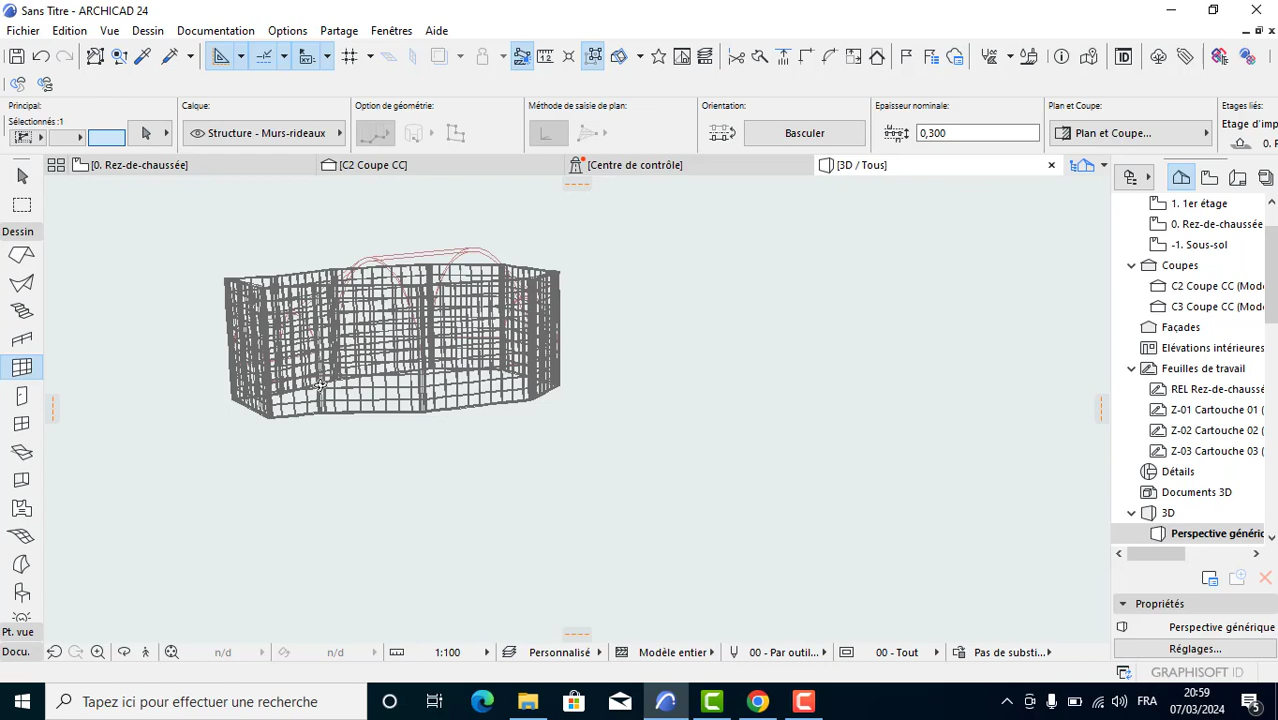 Sans Titre - ARCHICAD 24
Fichier Edition Vue Dessin Documentation Options Partage Fenêtres Aide
Principal: Calque: Option de géométrie: Méthode de saisie de plan: Orientation: Epaisseur nominale: Plan et Coupe: Etages liés:
Sélectionnés :1 Structure - Murs-rideaux Basculer 0,300 Plan et Coupe... Etage d'imp
[0. Rez-de-chaussée] [C2 Coupe CC] [Centre de contrôle] [3D / Tous]
1. 1er étage
0. Rez-de-chaussée
-1. Sous-sol
Coupes
C2 Coupe CC (Mod
C3 Coupe CC (Mod
Façades
Elévations intérieures
Feuilles de travail
REL Rez-de-chauss
Z-01 Cartouche 01 (
Z-02 Cartouche 02 (
Z-03 Cartouche 03 (
Détails
Documents 3D
3D
Perspective généric
Propriétés
Perspective générique
Réglages...
Dessin
Pt. vue
Docu.
n/d n/d 1:100 Personnalisé Modèle entier 00 - Par outil... 00 - Tout Pas de substi...
GRAPHISOFT ID
Tapez ici pour effectuer une recherche
FRA
20:59
07/03/2024
5